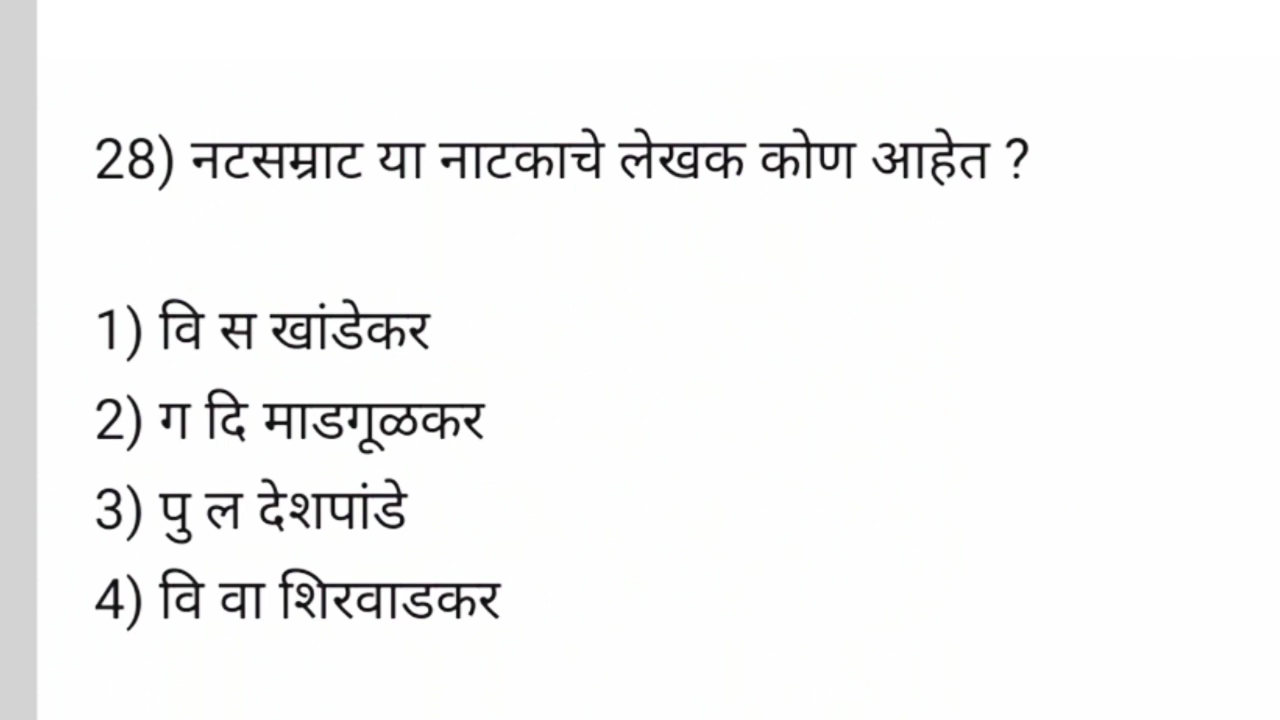 28) नटसम्राट या नाटकाचे लेखक कोण आहेत ?
1) वि स खांडेकर
2) ग दि माडगूळकर
3) पु ल देशपांडे
4) वि वा शिरवाडकर